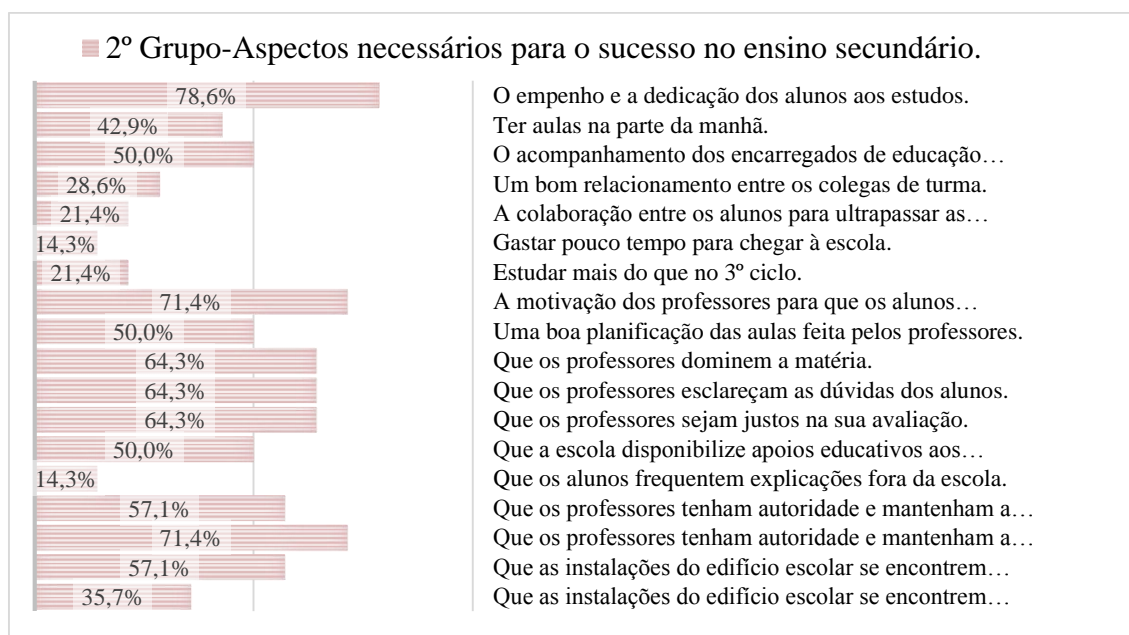 2º Grupo-Aspectos necessários para o sucesso no ensino secundário.
78,6% O empenho e a dedicação dos alunos aos estudos.
42,9% Ter aulas na parte da manhã.
50,0% O acompanhamento dos encarregados de educação…
28,6% Um bom relacionamento entre os colegas de turma.
21,4% A colaboração entre os alunos para ultrapassar as…
14,3% Gastar pouco tempo para chegar à escola.
21,4% Estudar mais do que no 3º ciclo.
71,4% A motivação dos professores para que os alunos…
50,0% Uma boa planificação das aulas feita pelos professores.
64,3% Que os professores dominem a matéria.
64,3% Que os professores esclareçam as dúvidas dos alunos.
64,3% Que os professores sejam justos na sua avaliação.
50,0% Que a escola disponibilize apoios educativos aos…
14,3% Que os alunos frequentem explicações fora da escola.
57,1% Que os professores tenham autoridade e mantenham a…
71,4% Que os professores tenham autoridade e mantenham a…
57,1% Que as instalações do edifício escolar se encontrem…
35,7% Que as instalações do edifício escolar se encontrem…